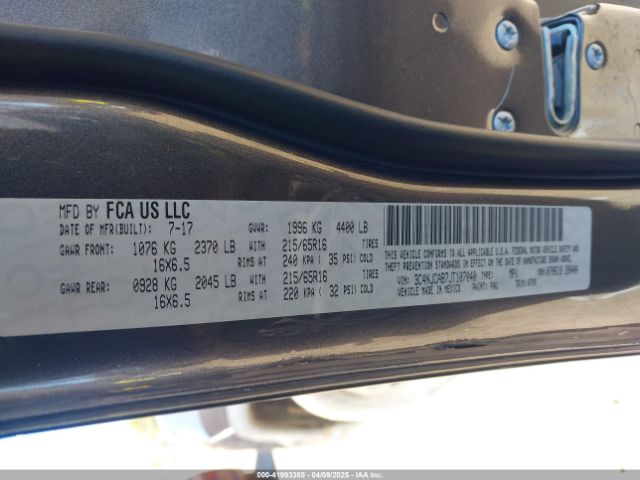 MFD BY FCA US LLC
DATE OF MFR(BUILT): 7-17 GVWR: 1996 KG 4400 LB
GAWR FRONT: 1076 KG 2370 LB WITH 215/65R16 TIRES
16X6.5 RIMS AT 240 KPA ( 35 PSI) COLD
GAWR REAR: 0928 KG 2045 LB WITH 215/65R16 TIRES
16X6.5 RIMS AT 220 KPA ( 32 PSI) COLD
THIS VEHICLE CONFORMS TO ALL APPLICABLE U.S.A. FEDERAL MOTOR VEHICLE SAFETY AND
THEFT PREVENTION STANDARDS IN EFFECT ON THE DATE OF MANUFACTURE SHOWN ABOVE.
VIN: 3C4NJCAB7JT107040 TYPE: MPV
VEHICLE MADE IN MEXICO PAINT: PAU
000-41993385 - 04/09/2025 - IAA Inc.